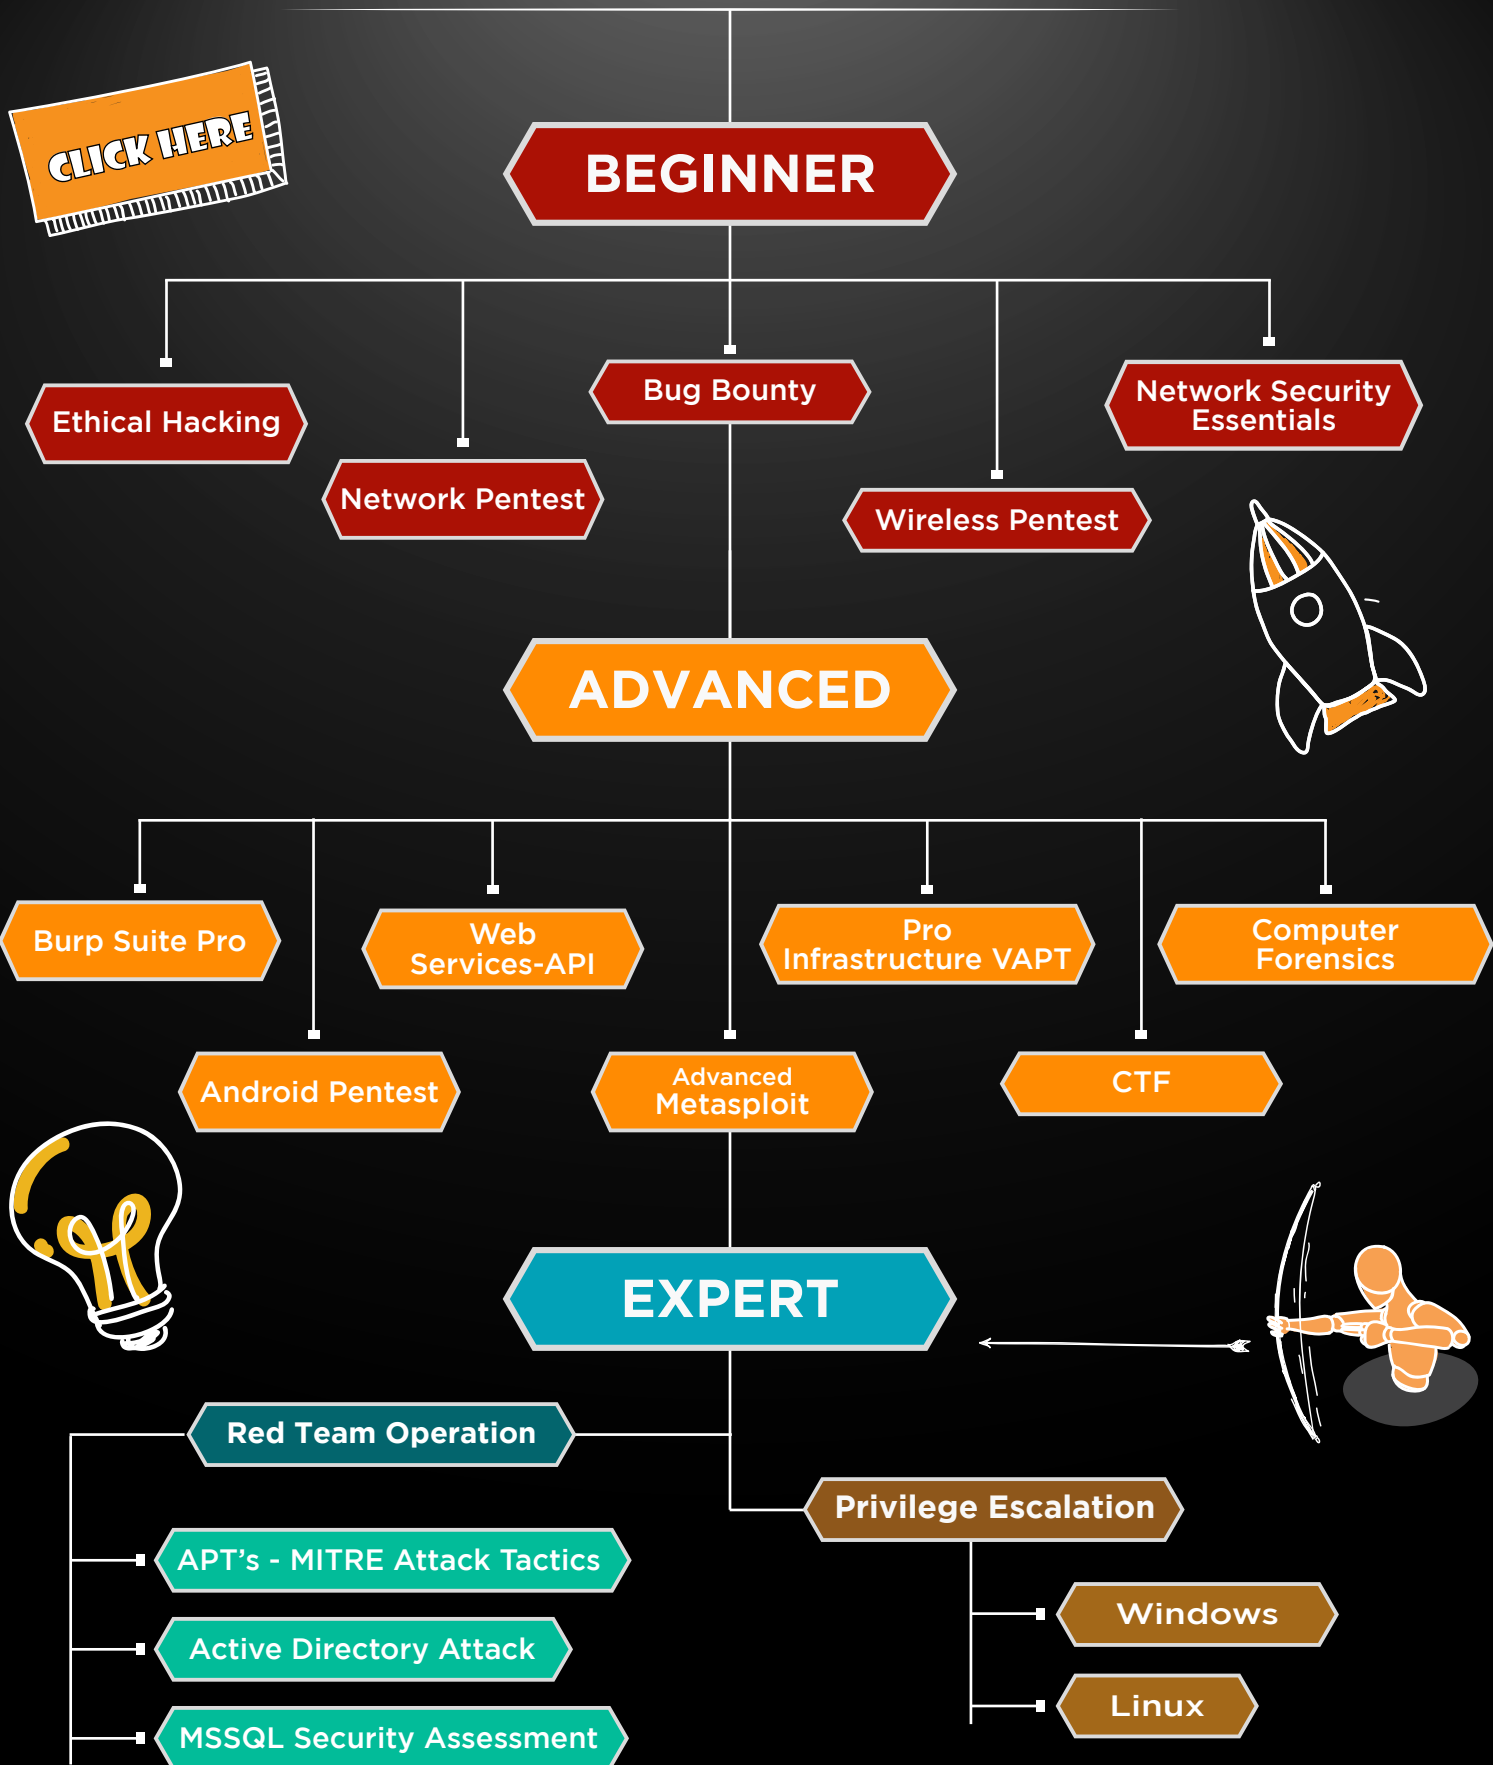 CLICK HERE
BEGINNER
Ethical Hacking
Network Pentest
Bug Bounty
Wireless Pentest
Network Security
Essentials
ADVANCED
Burp Suite Pro
Android Pentest
Web
Services-API
Advanced
Metasploit
Pro
Infrastructure VAPT
CTF
Computer
Forensics
EXPERT
Red Team Operation
APT’s - MITRE Attack Tactics
Active Directory Attack
MSSQL Security Assessment
Privilege Escalation
Windows
Linux